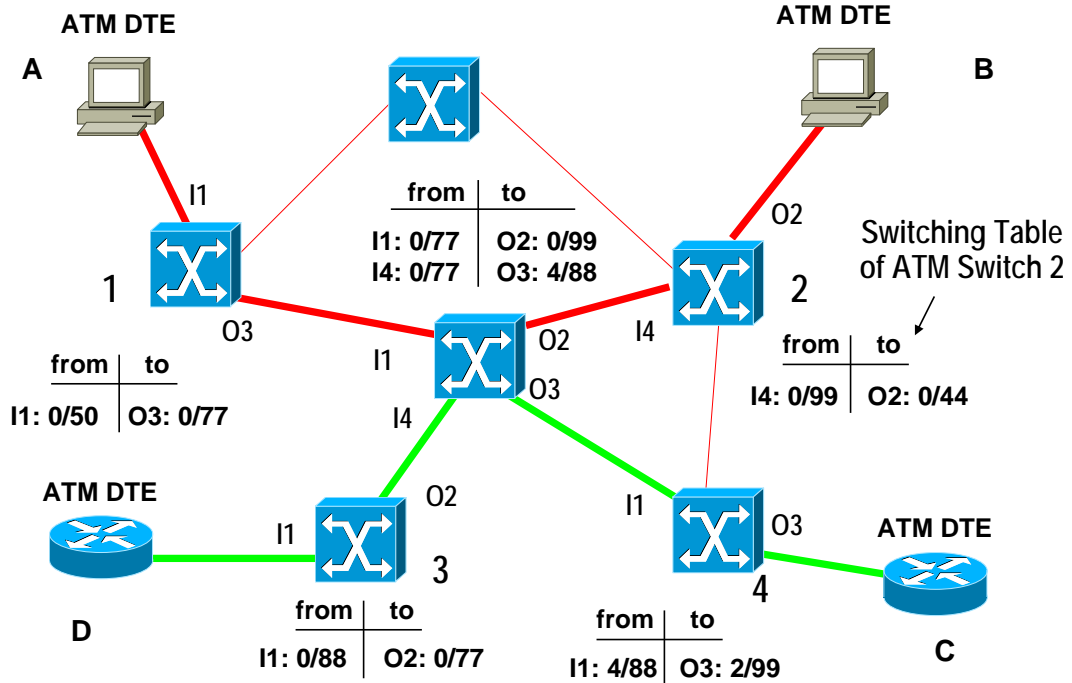 ATM DTE
A
ATM DTE
B
I1
from to
I1: 0/77 O2: 0/99
I4: 0/77 O3: 4/88
O2
Switching Table
of ATM Switch 2
1
2
O3
I1
O2
I4
O3
I4
from to
I1: 0/50 O3: 0/77
from to
I4: 0/99 O2: 0/44
ATM DTE
I1
O2
3
D
from to
I1: 0/88 O2: 0/77
I1
O3
4
ATM DTE
C
from to
I1: 4/88 O3: 2/99